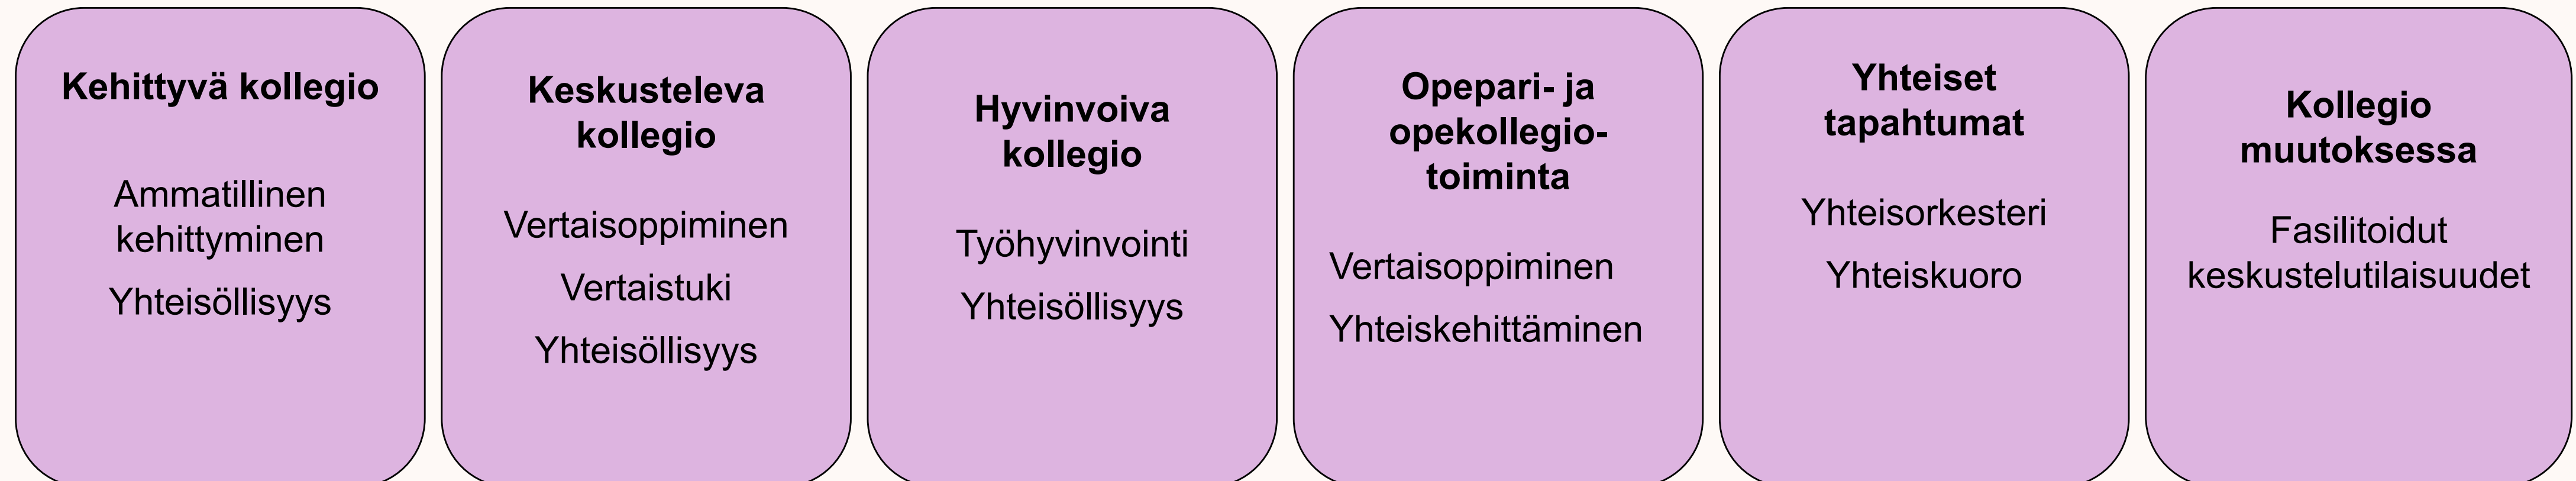 Kehittyvä kollegio
Ammatillinen
kehittyminen
Yhteisöllisyys
Keskusteleva
kollegio
Vertaisoppiminen
Vertaistuki
Yhteisöllisyys
Hyvinvoiva
kollegio
Työhyvinvointi
Yhteisöllisyys
Opepari- ja
opekollegio-
toiminta
Vertaisoppiminen
Yhteiskehittäminen
Yhteiset
tapahtumat
Yhteisorkesteri
Yhteiskuoro
Kollegio
muutoksessa
Fasilitoidut
keskustelutilaisuudet